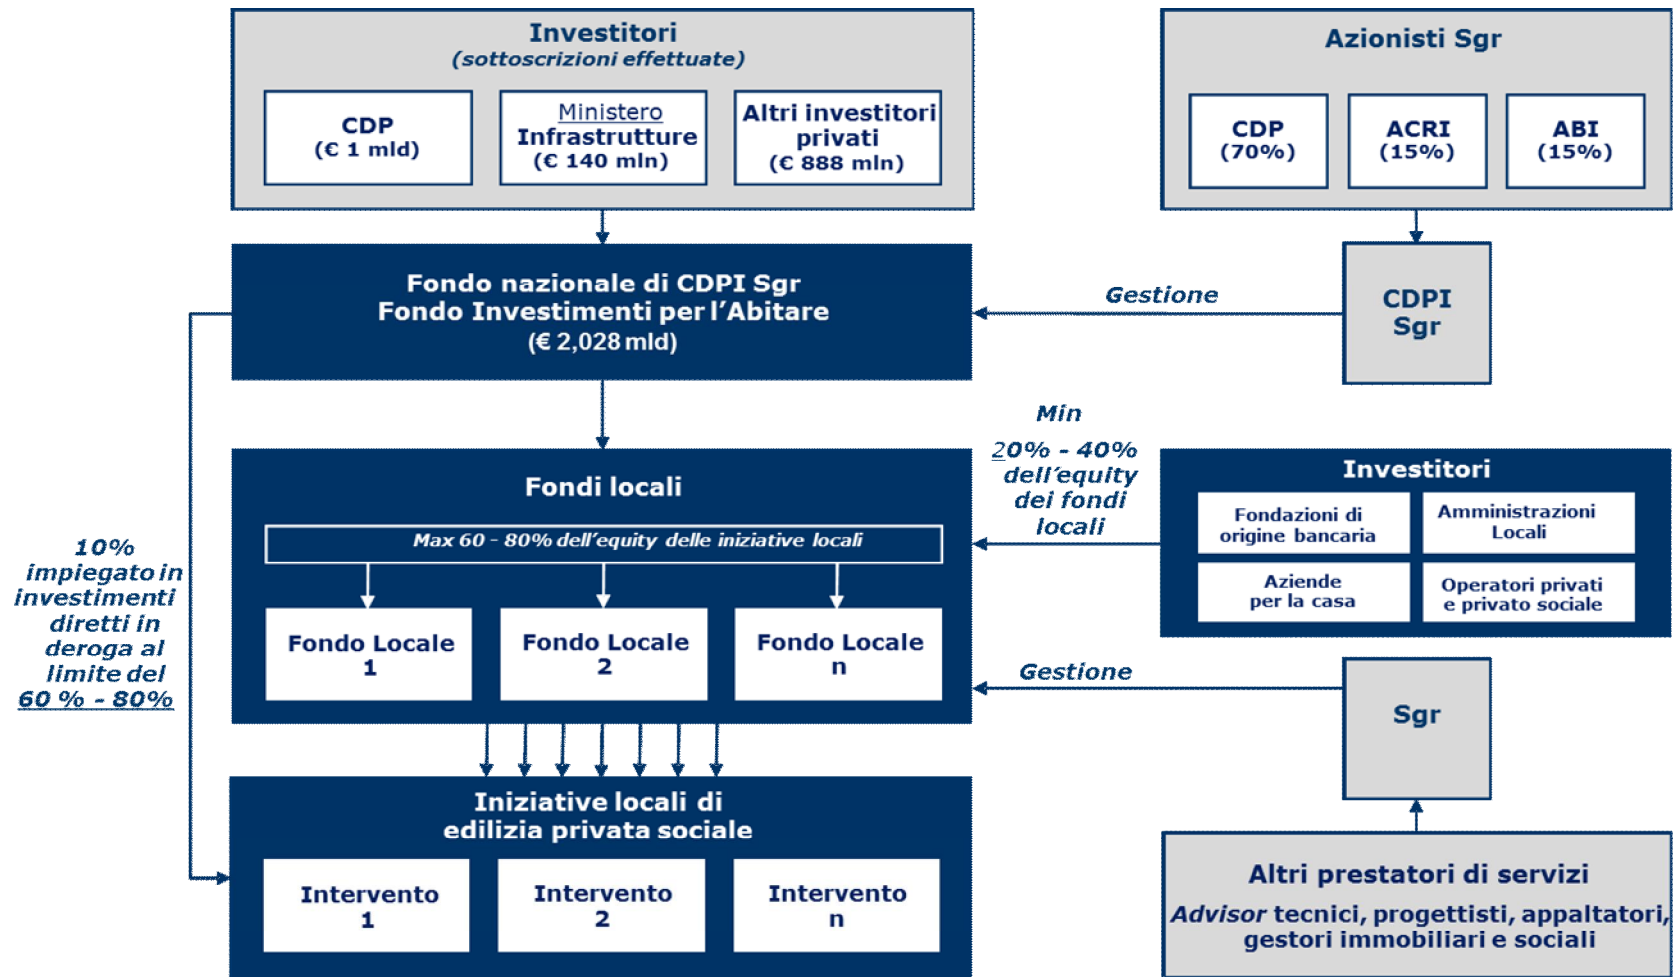 Investitori
(sottoscrizioni effettuate)
CDP
(€ 1 mld)
Ministero
Infrastrutture
(€ 140 mln)
Altri investitori
privati
(€ 888 mln)
Azionisti Sgr
CDP
(70%)
ACRI
(15%)
ABI
(15%)
Fondo nazionale di CDPI Sgr
Fondo Investimenti per l’Abitare
(€ 2,028 mld)
Gestione
CDPI
Sgr
Min
20% - 40%
dell’equity
dei fondi
locali
Fondi locali
Max 60 - 80% dell’equity delle iniziative locali
Fondo Locale
1
Fondo Locale
2
Fondo Locale
n
Investitori
Fondazioni di
origine bancaria
Amministrazioni
Locali
Aziende
per la casa
Operatori privati
e privato sociale
10%
impiegato in
investimenti
diretti in
deroga al
limite del
60 % - 80%
Gestione
Sgr
Iniziative locali di
edilizia privata sociale
Intervento
1
Intervento
2
Intervento
n
Altri prestatori di servizi
Advisor tecnici, progettisti, appaltatori,
gestori immobiliari e sociali